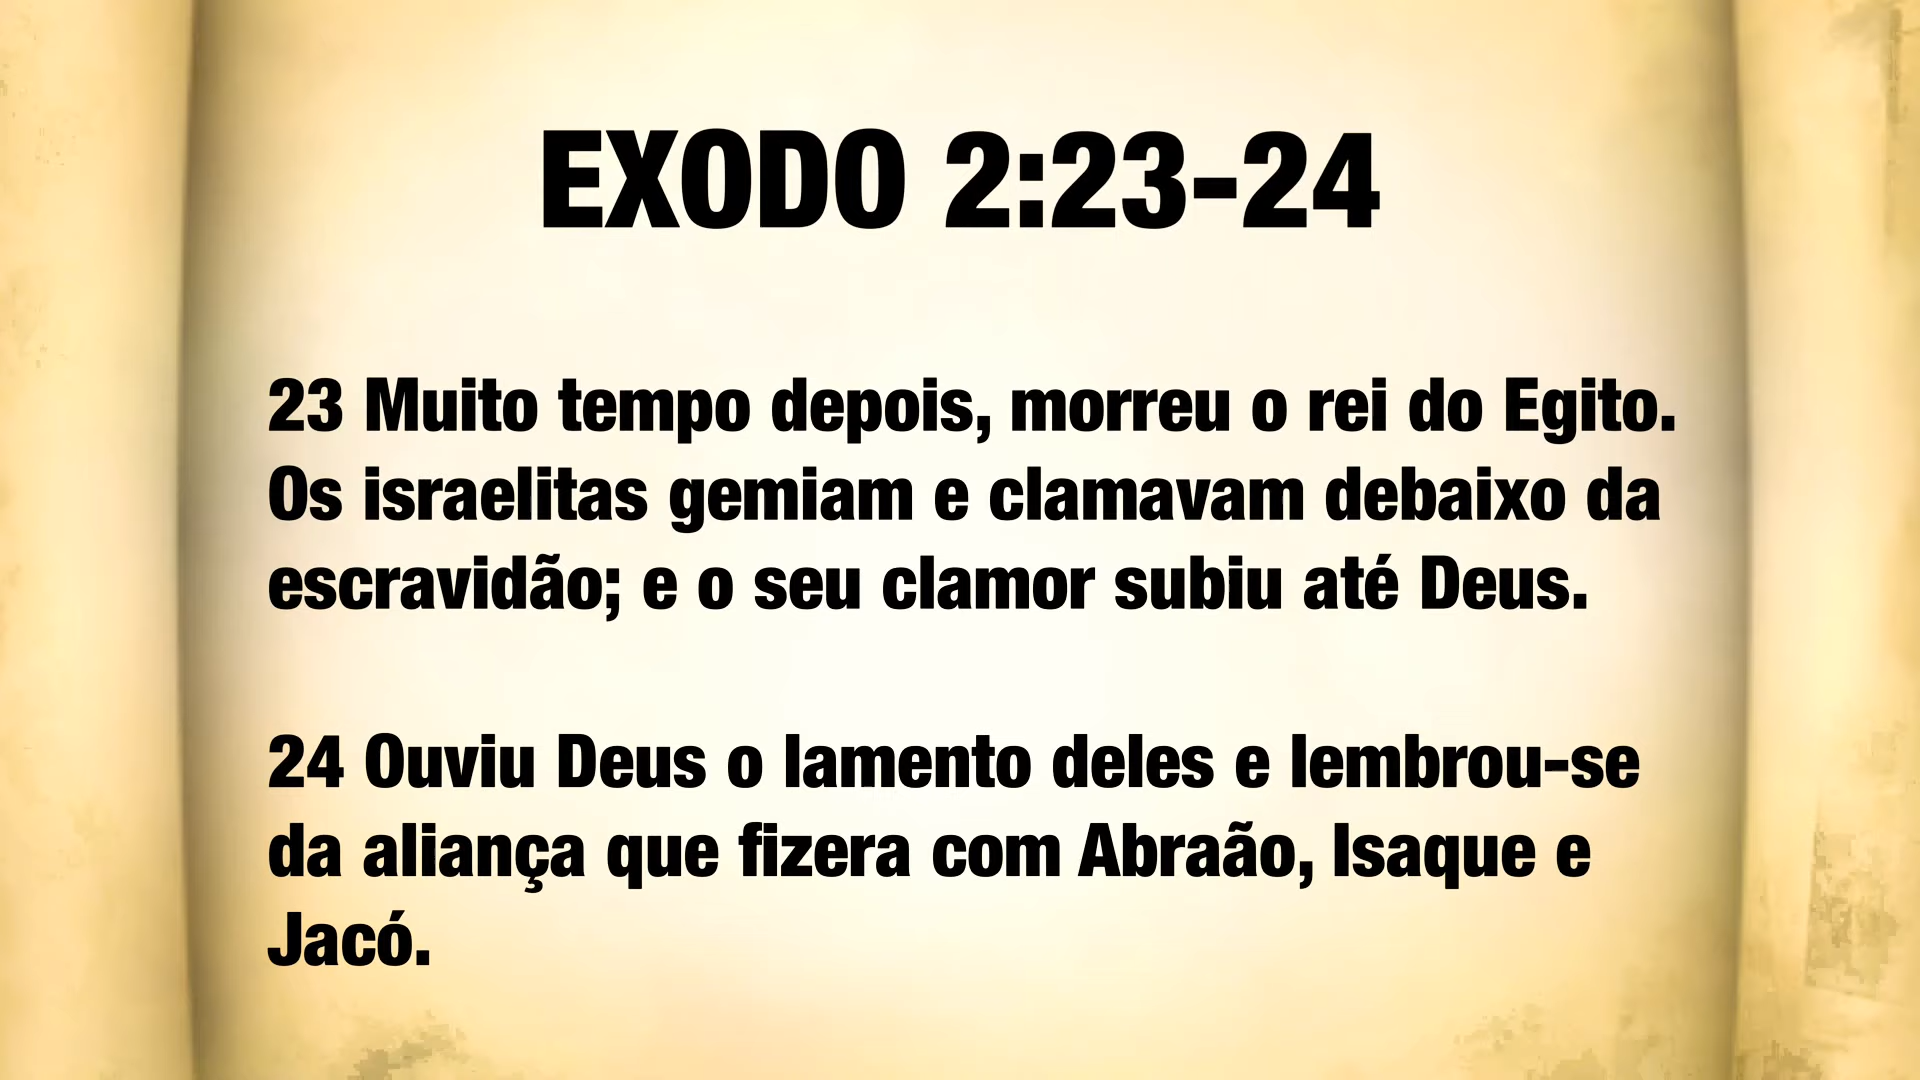 EXODO 2:23-24
23 Muito tempo depois, morreu o rei do Egito.
Os israelitas gemiam e clamavam debaixo da
escravidão; e o seu clamor subiu até Deus.
24 Ouviu Deus o lamento deles e lembrou-se
da aliança que fizera com Abraão, Isaque e
Jacó.